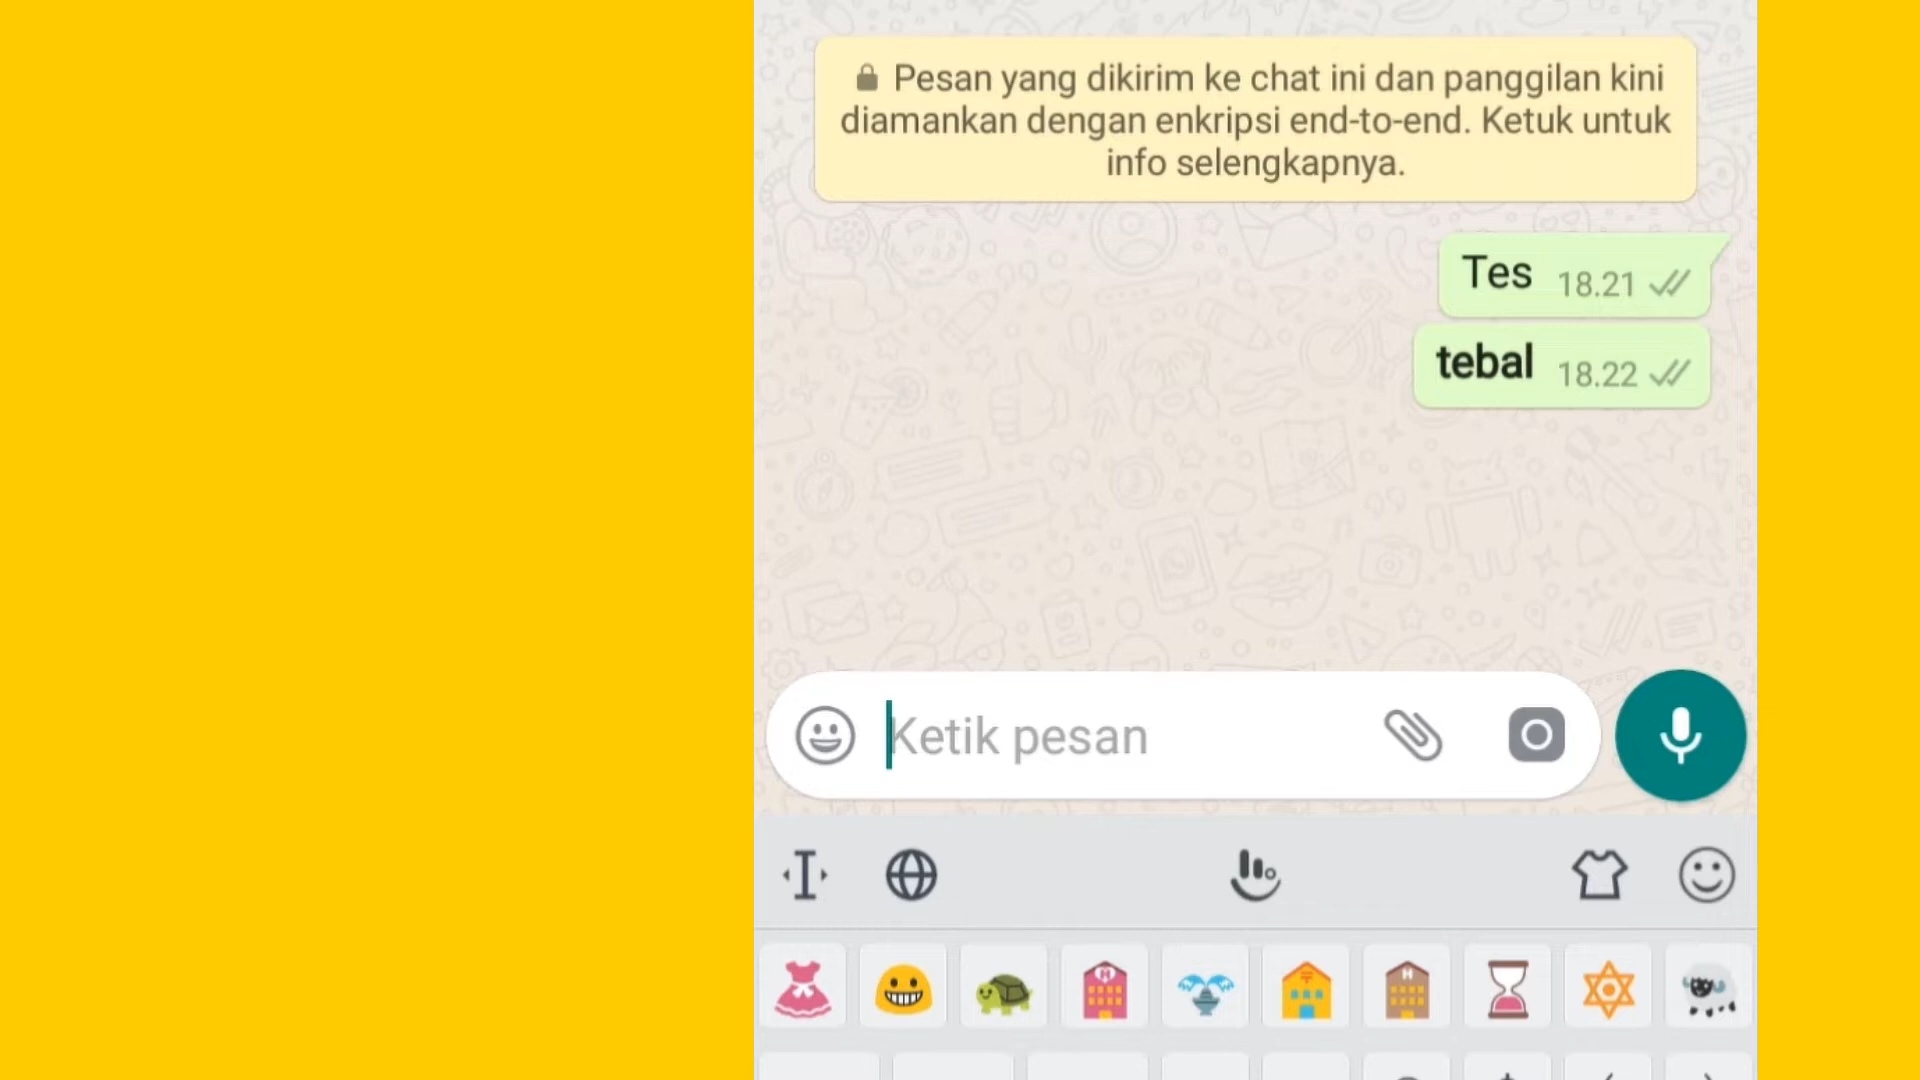 Pesan yang dikirim ke chat ini dan panggilan kini
diamankan dengan enkripsi end-to-end. Ketuk untuk
info selengkapnya.
Tes 18.21
tebal 18.22
Ketik pesan